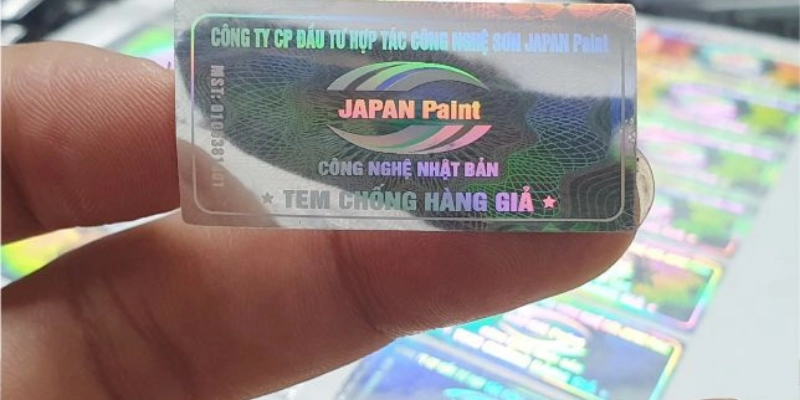 CÔNG TY CP ĐẦU TƯ HỢP TÁC CÔNG NGHỆ SƠN JAPAN Paint
JAPAN Paint
CÔNG NGHỆ NHẬT BẢN
★ TEM CHỐNG HÀNG GIẢ ★
MST: